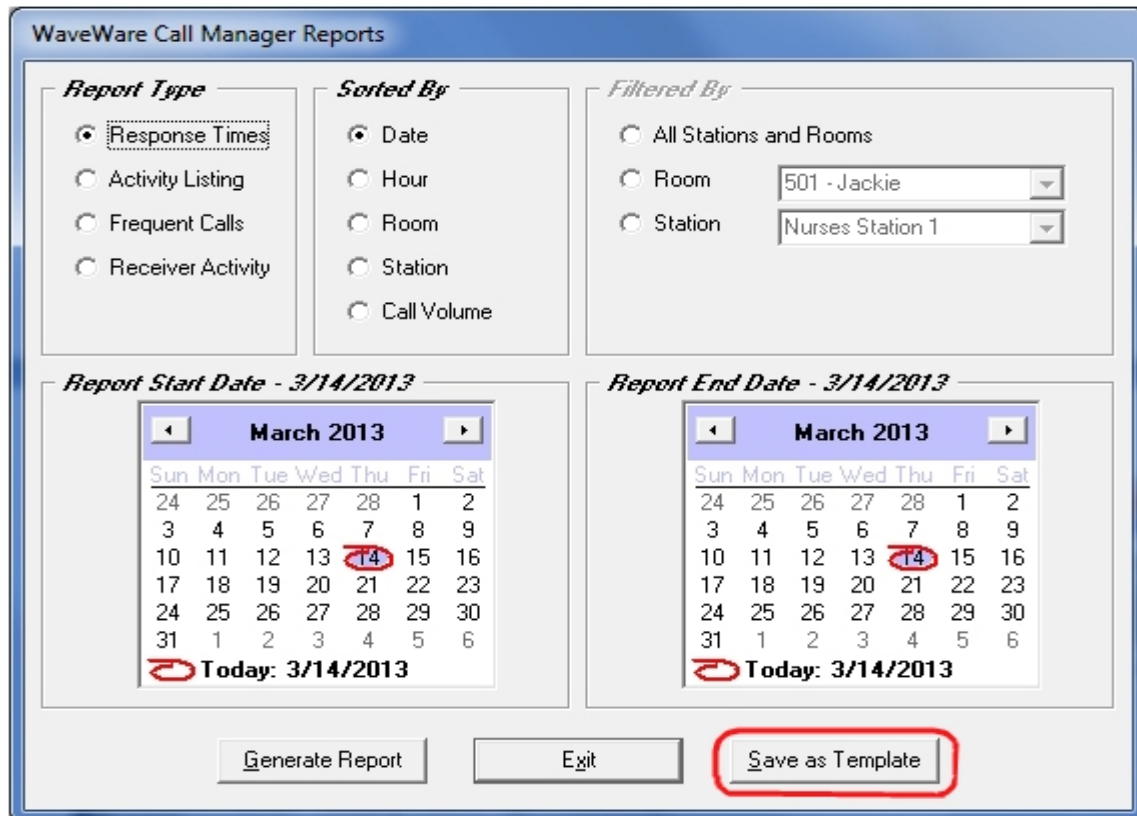 WaveWare Call Manager Reports
Report Type
Response Times
Activity Listing
Frequent Calls
Receiver Activity
Sorted By
Date
Hour
Room
Station
Call Volume
Filtered By
All Stations and Rooms
Room 501 - Jackie
Station Nurses Station 1
Report Start Date - 3/14/2013
March 2013
Sun Mon Tue Wed Thu Fri Sat
24 25 26 27 28 1 2
3 4 5 6 7 8 9
10 11 12 13 14 15 16
17 18 19 20 21 22 23
24 25 26 27 28 29 30
31 1 2 3 4 5 6
Today: 3/14/2013
Report End Date - 3/14/2013
March 2013
Sun Mon Tue Wed Thu Fri Sat
24 25 26 27 28 1 2
3 4 5 6 7 8 9
10 11 12 13 14 15 16
17 18 19 20 21 22 23
24 25 26 27 28 29 30
31 1 2 3 4 5 6
Today: 3/14/2013
Generate Report Exit Save as Template